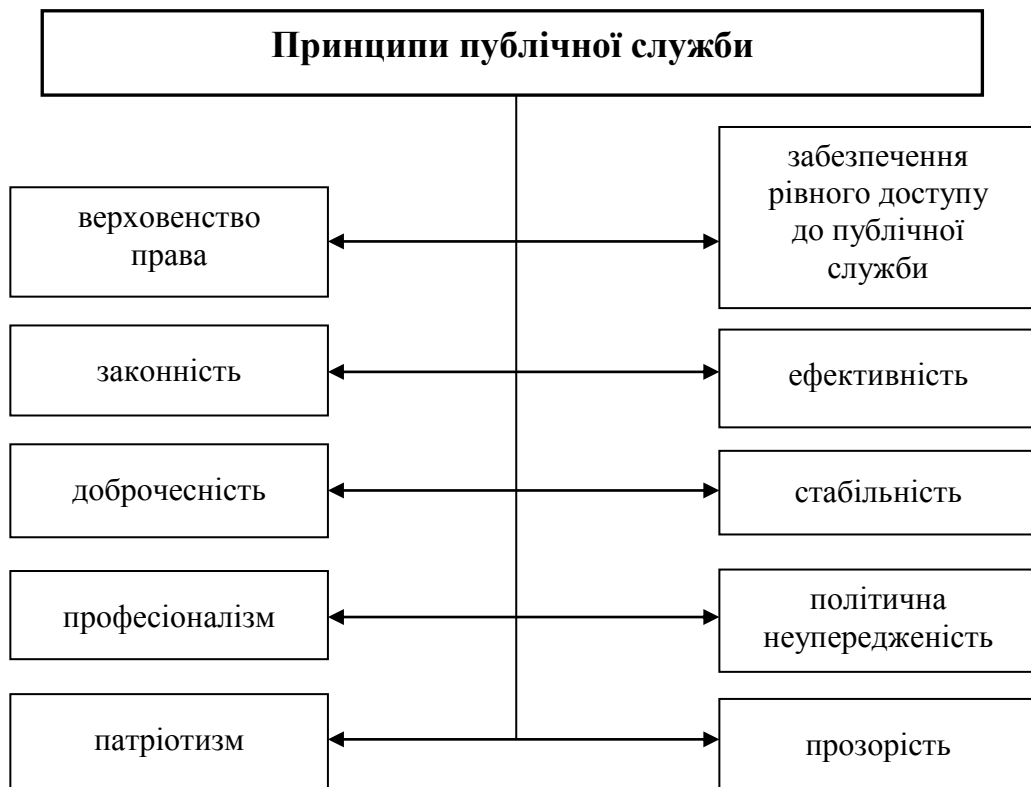 Принципи публічної служби
верховенство
права
забезпечення
рівного доступу
до публічної
служби
законність
ефективність
доброчесність
стабільність
професіоналізм
політична
неупередженість
патріотизм
прозорість